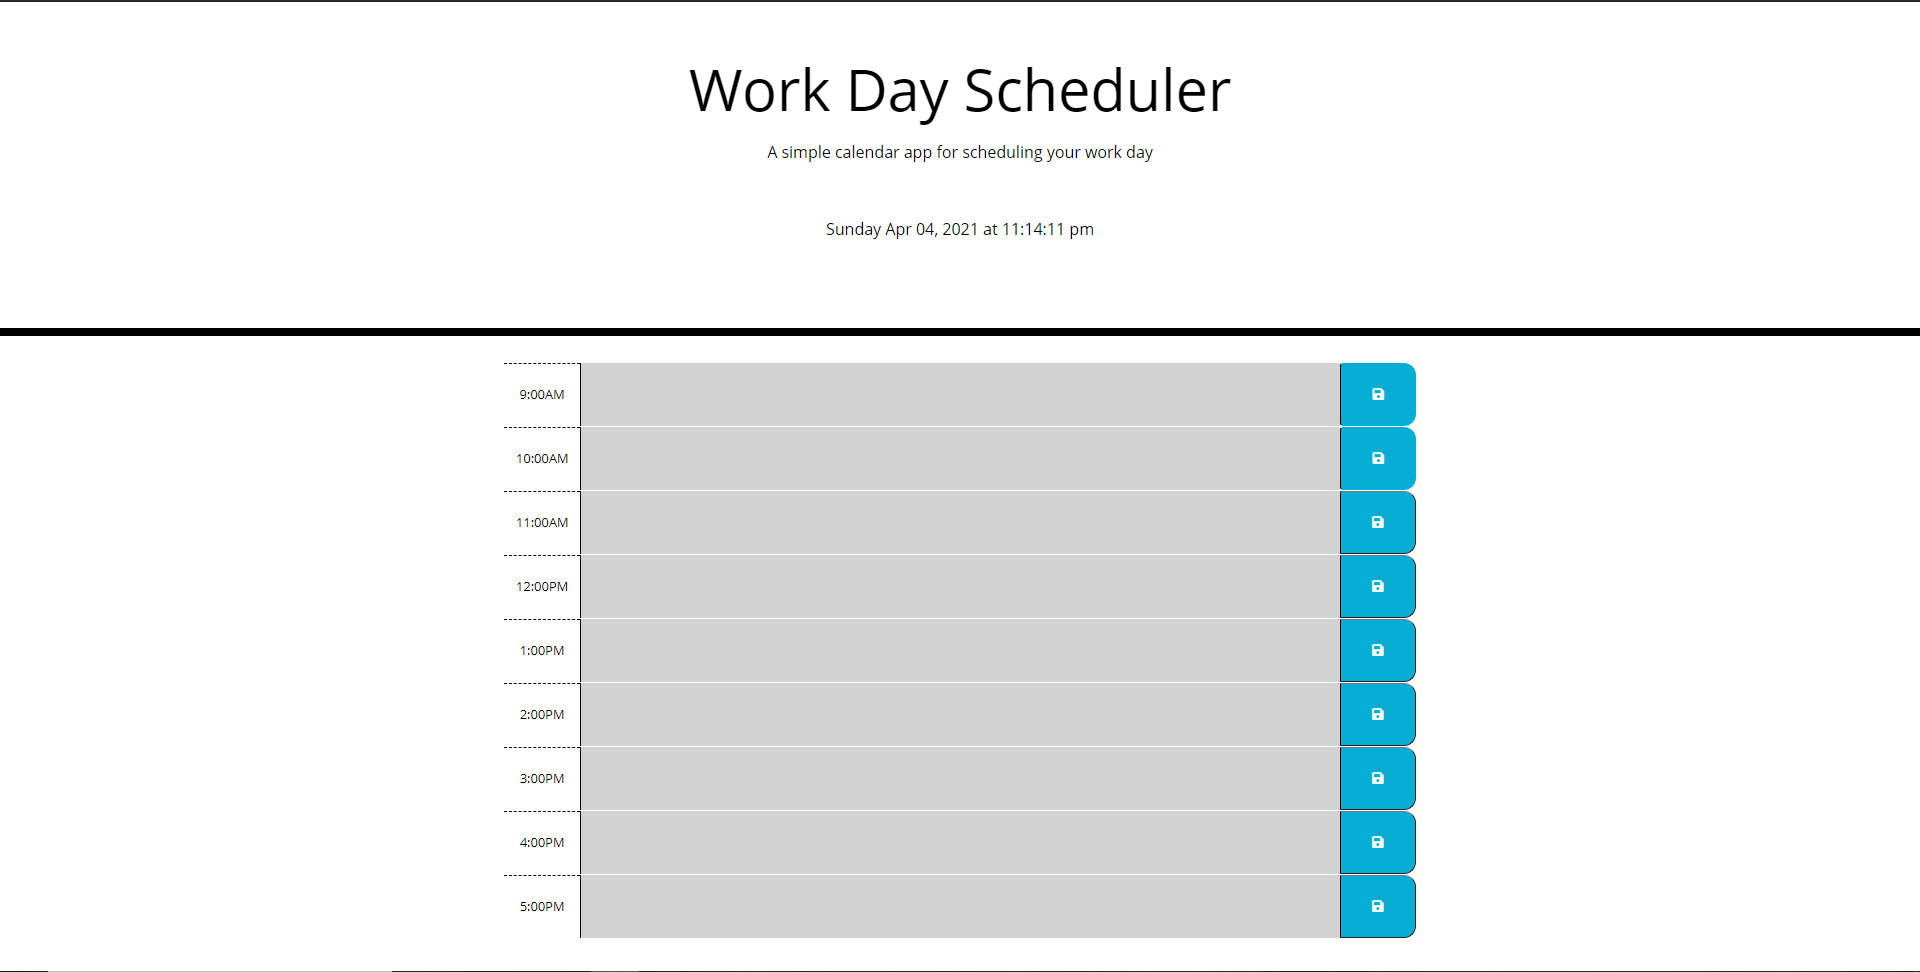 Work Day Scheduler
A simple calendar app for scheduling your work day
Sunday Apr 04, 2021 at 11:14:11 pm
9:00AM
10:00AM
11:00AM
12:00PM
1:00PM
2:00PM
3:00PM
4:00PM
5:00PM